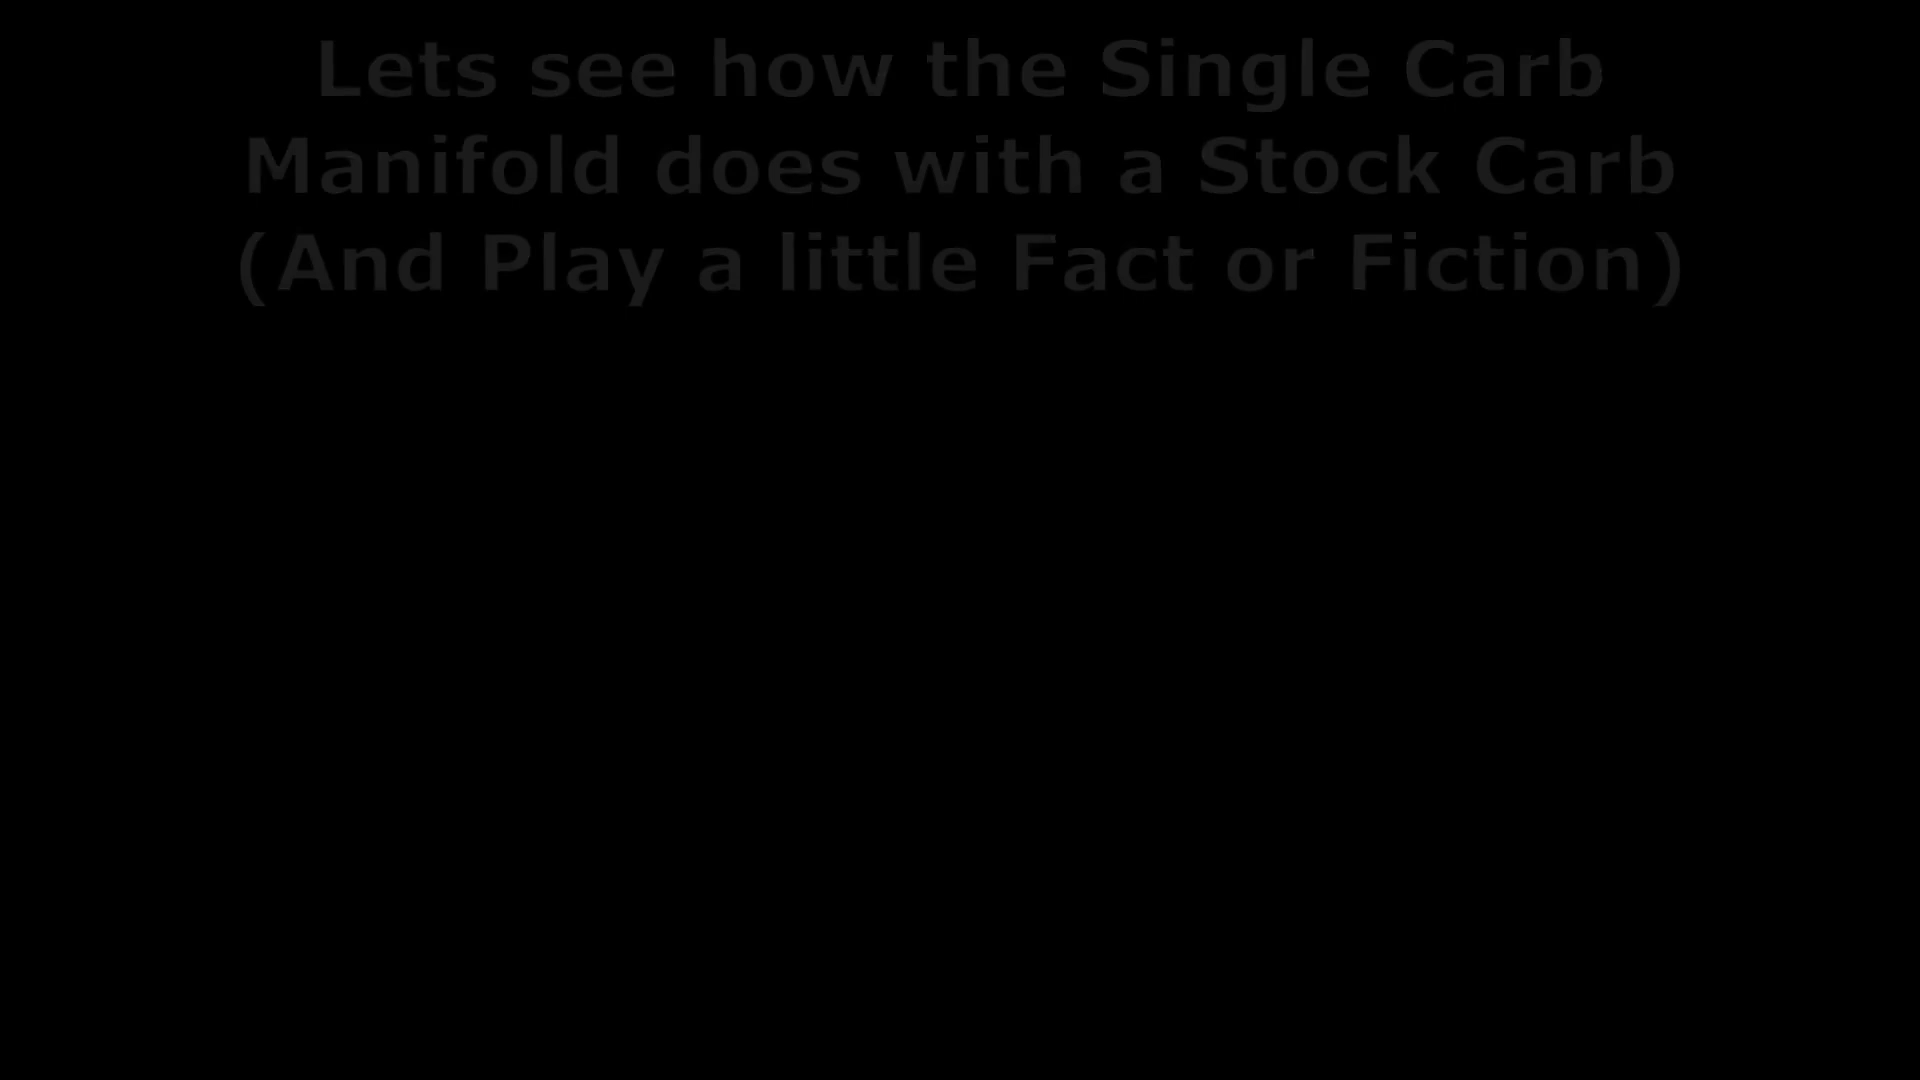 Lets see how the Single Carb
Manifold does with a Stock Carb
(And Play a little Fact or Fiction)